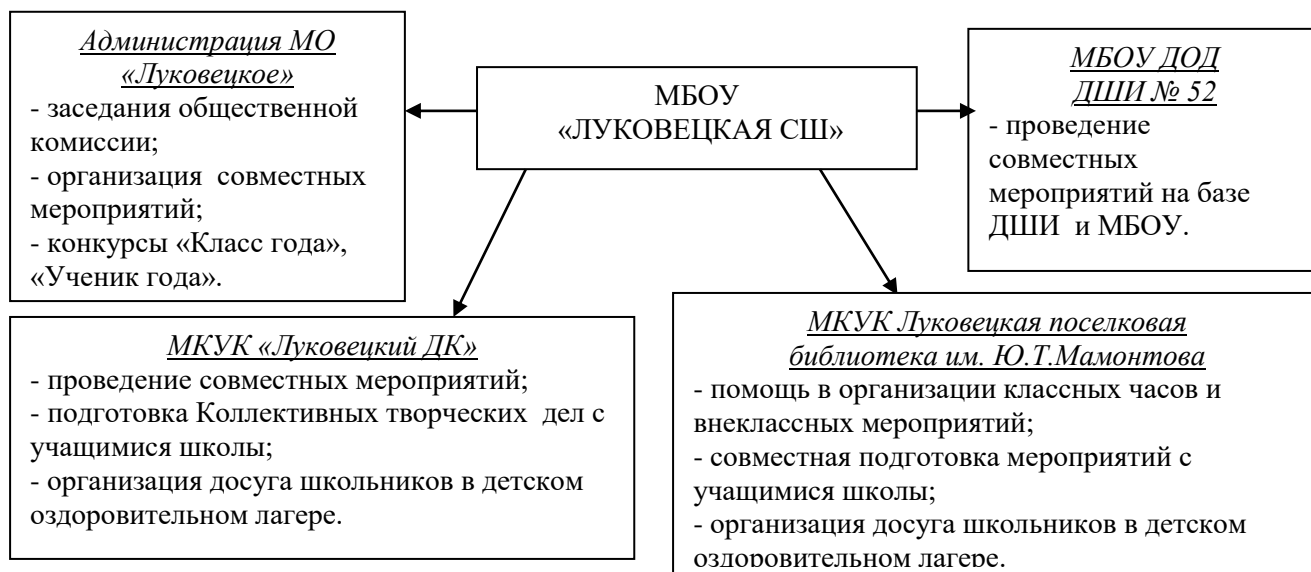 Администрация МО
«Луковецкое»
- заседания общественной
комиссии;
- организация совместных
мероприятий;
- конкурсы «Класс года»,
«Ученик года».
МБОУ
«ЛУКОВЕЦКАЯ СШ»
МБОУ ДОД
ДШИ № 52
- проведение
совместных
мероприятий на базе
ДШИ и МБОУ.
МКУК «Луковецкий ДК»
- проведение совместных мероприятий;
- подготовка Коллективных творческих дел с
учащимися школы;
- организация досуга школьников в детском
оздоровительном лагере.
МКУК Луковецкая поселковая
библиотека им. Ю.Т.Мамонтова
- помощь в организации классных часов и
внеклассных мероприятий;
- совместная подготовка мероприятий с
учащимися школы;
- организация досуга школьников в детском
оздоровительном лагере.